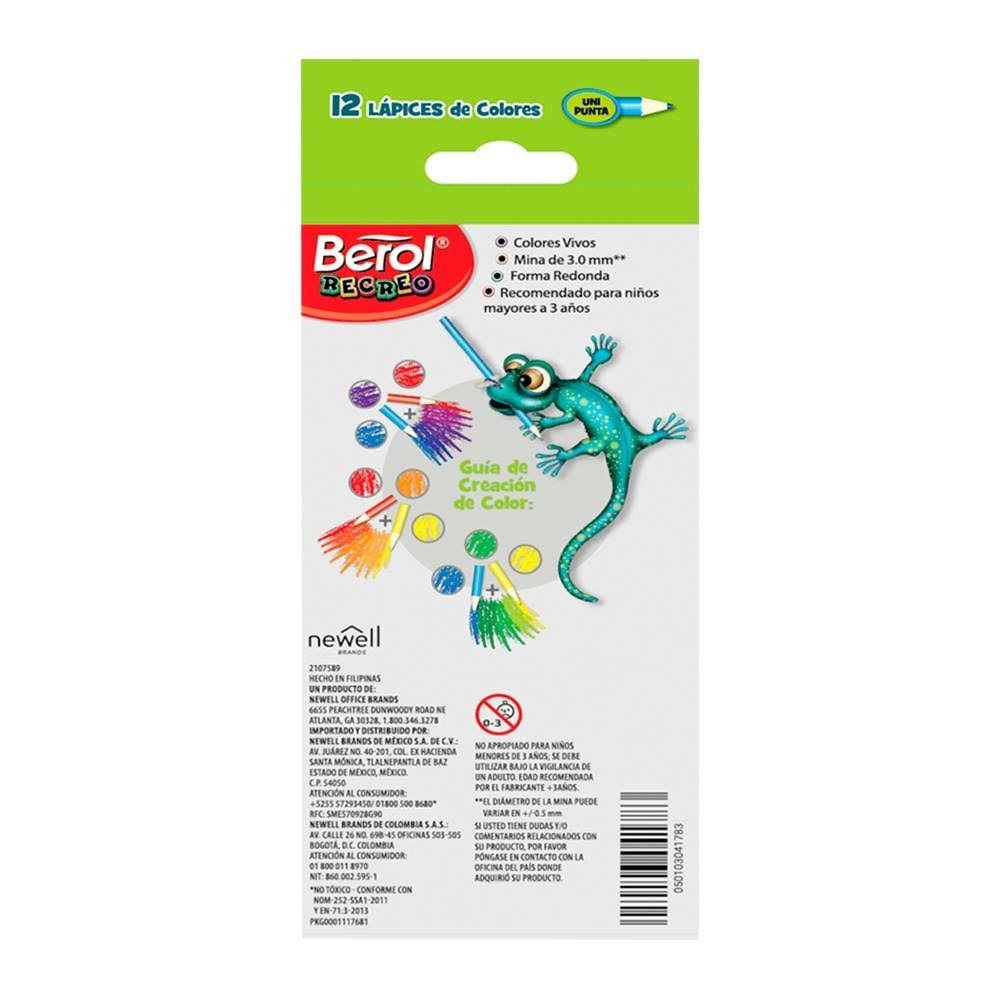 12 LÁPICES de Colores
UNI
PUNTA
Berol®
RECREO
Colores Vivos
Mina de 3.0 mm**
Forma Redonda
Recomendado para niños
mayores a 3 años
+
Guía de
Creación
de Color:
+
+
newell
BRANDS
2107589
HECHO EN FILIPINAS
UN PRODUCTO DE:
NEWELL OFFICE BRANDS
6655 PEACHTREE DUNWOODY ROAD NE
ATLANTA, GA 30328, 1.800.346.3278
IMPORTADO Y DISTRIBUIDO POR:
NEWELL BRANDS DE MÉXICO S.A. DE C.V.:
AV. JUÁREZ NO. 40-201, COL. EX HACIENDA
SANTA MÓNICA, TLALNEPANTLA DE BAZ
ESTADO DE MÉXICO, MÉXICO.
C.P. 54050
ATENCIÓN AL CONSUMIDOR:
+5255 57293450/ 01800 500 8680*
RFC: SME570928G90
NEWELL BRANDS DE COLOMBIA S.A.S.:
AV. CALLE 26 NO. 69B-45 OFICINAS 503-505
BOGOTÁ, D.C. COLOMBIA
ATENCIÓN AL CONSUMIDOR:
01 800 011 8970
NIT: 860.002.595-1
*NO TÓXICO - CONFORME CON
NOM-252-SSA1-2011
Y EN-71:3-2013
PKG0001117681
0-3
NO APROPIADO PARA NIÑOS
MENORES DE 3 AÑOS; SE DEBE
UTILIZAR BAJO LA VIGILANCIA DE
UN ADULTO. EDAD RECOMENDADA
POR EL FABRICANTE +3AÑOS.
**EL DIÁMETRO DE LA MINA PUEDE
VARIAR EN +/-0.5 mm
SI USTED TIENE DUDAS Y/O
COMENTARIOS RELACIONADOS CON
SU PRODUCTO, POR FAVOR
PÓNGASE EN CONTACTO CON LA
OFICINA DEL PAÍS DONDE
ADQUIRIÓ SU PRODUCTO.
050103041783